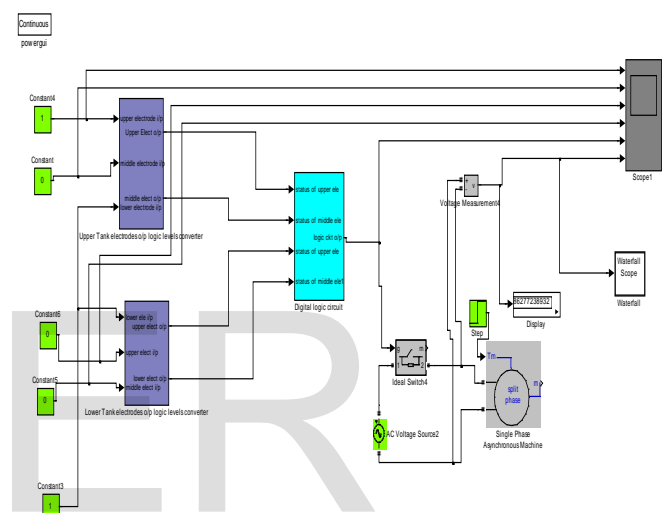 Continuous
powergui
Constant4
1
Constant
0
upper electrode i/p
Upper Elect o/p
middle electrode i/p
middle elect o/p
lower electrode i/p
Upper Tank electrodes o/p logic levels converter
status of upper ele
status of middle ele
logic ckt o/p
status of upper ele
status of middle ele1
Digital logic circuit
Scope1
+
-
v
Voltage Measurement4
Waterfall
Scope
Waterfall
Display
Constant6
0
Constant5
0
Constant3
1
lower ele i/p
upper elect o/p
upper elect i/p
lower elect o/p
middle elect i/p
Lower Tank electrodes o/p logic levels converter
g
m
1
2
Ideal Switch4
AC Voltage Source2
Step
Tm
split
phase
m
Single Phase
Asynchronous Machine
ER